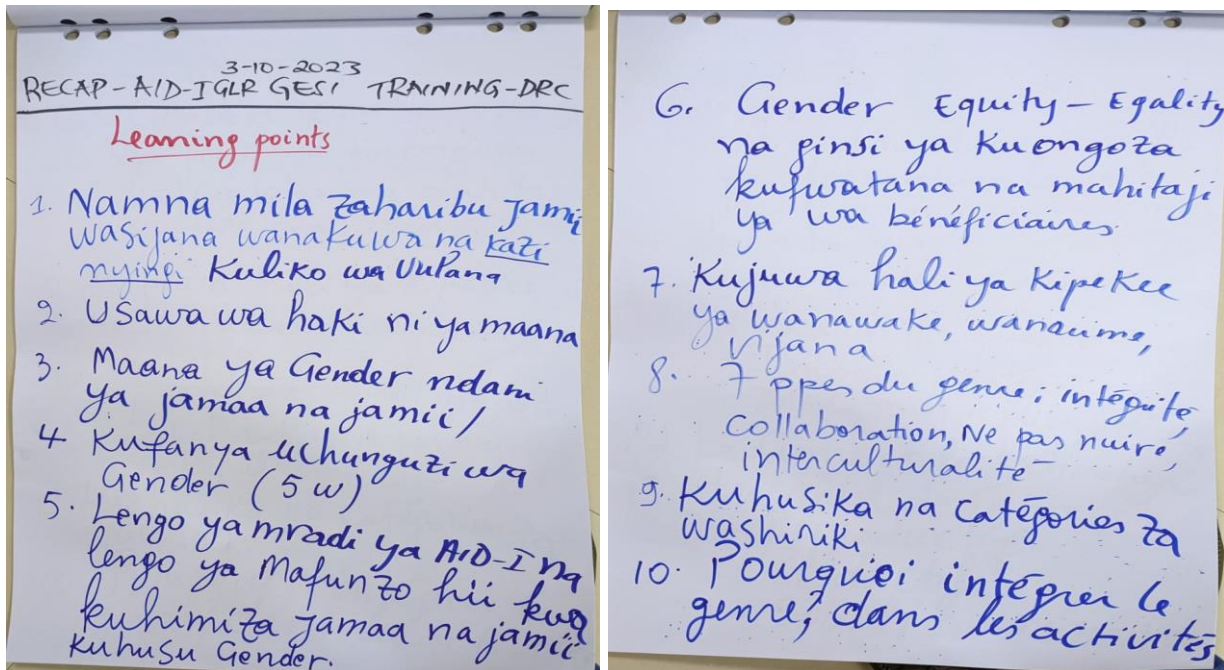 3-10-2023
RECAP-AID-I GLR GESI TRAINING-DRC
Learning points
1. Namna mila zaharibu jamii
wasijana wanakuwa na kazi
nyingi kuliko wa vulana
2. Usawa wa haki ni ya maana
3. Maana ya Gender ndani
ya jamaa na jamii/
4 Kufanya uchunguzi wa
Gender (5w)
5. Lengo ya mradi ya AID-I na
lengo ya Mafunzo hii kwa
kuhimiza jamaa na jamii
kuhusu Gender.
6. Gender Equity-Egality
na ginsi ya kuongoza
kufwatana na mahitaji
ya wa bénéficiaires
7. Kujuwa hali ya kipekee
ya wanawake, wanaume,
vijana
8. 7 ppes du genre; intégrité,
collaboration, Ne pas nuire,
interculturalité
9. Kuhusika na catégories za
washiriki
10. Pourquoi intégrer le
genre; dans les activités